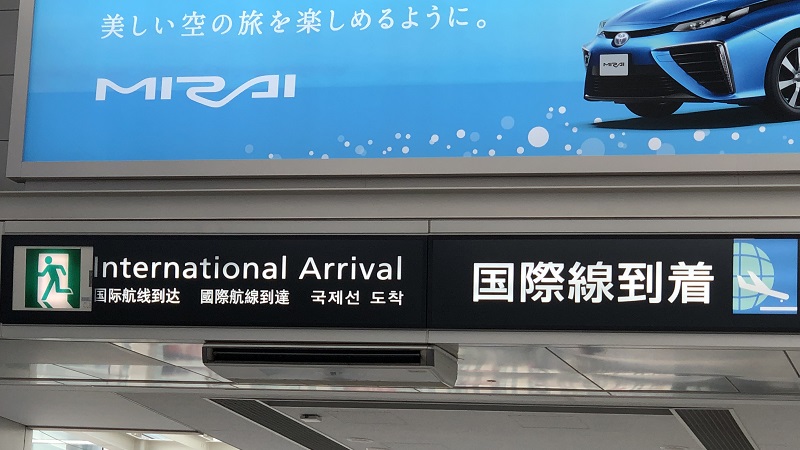 美しい空の旅を楽しめるように。
MIRAI
MIRAI
International Arrival
国际航线到达 國際航線到達 국제선 도착
国際線到着